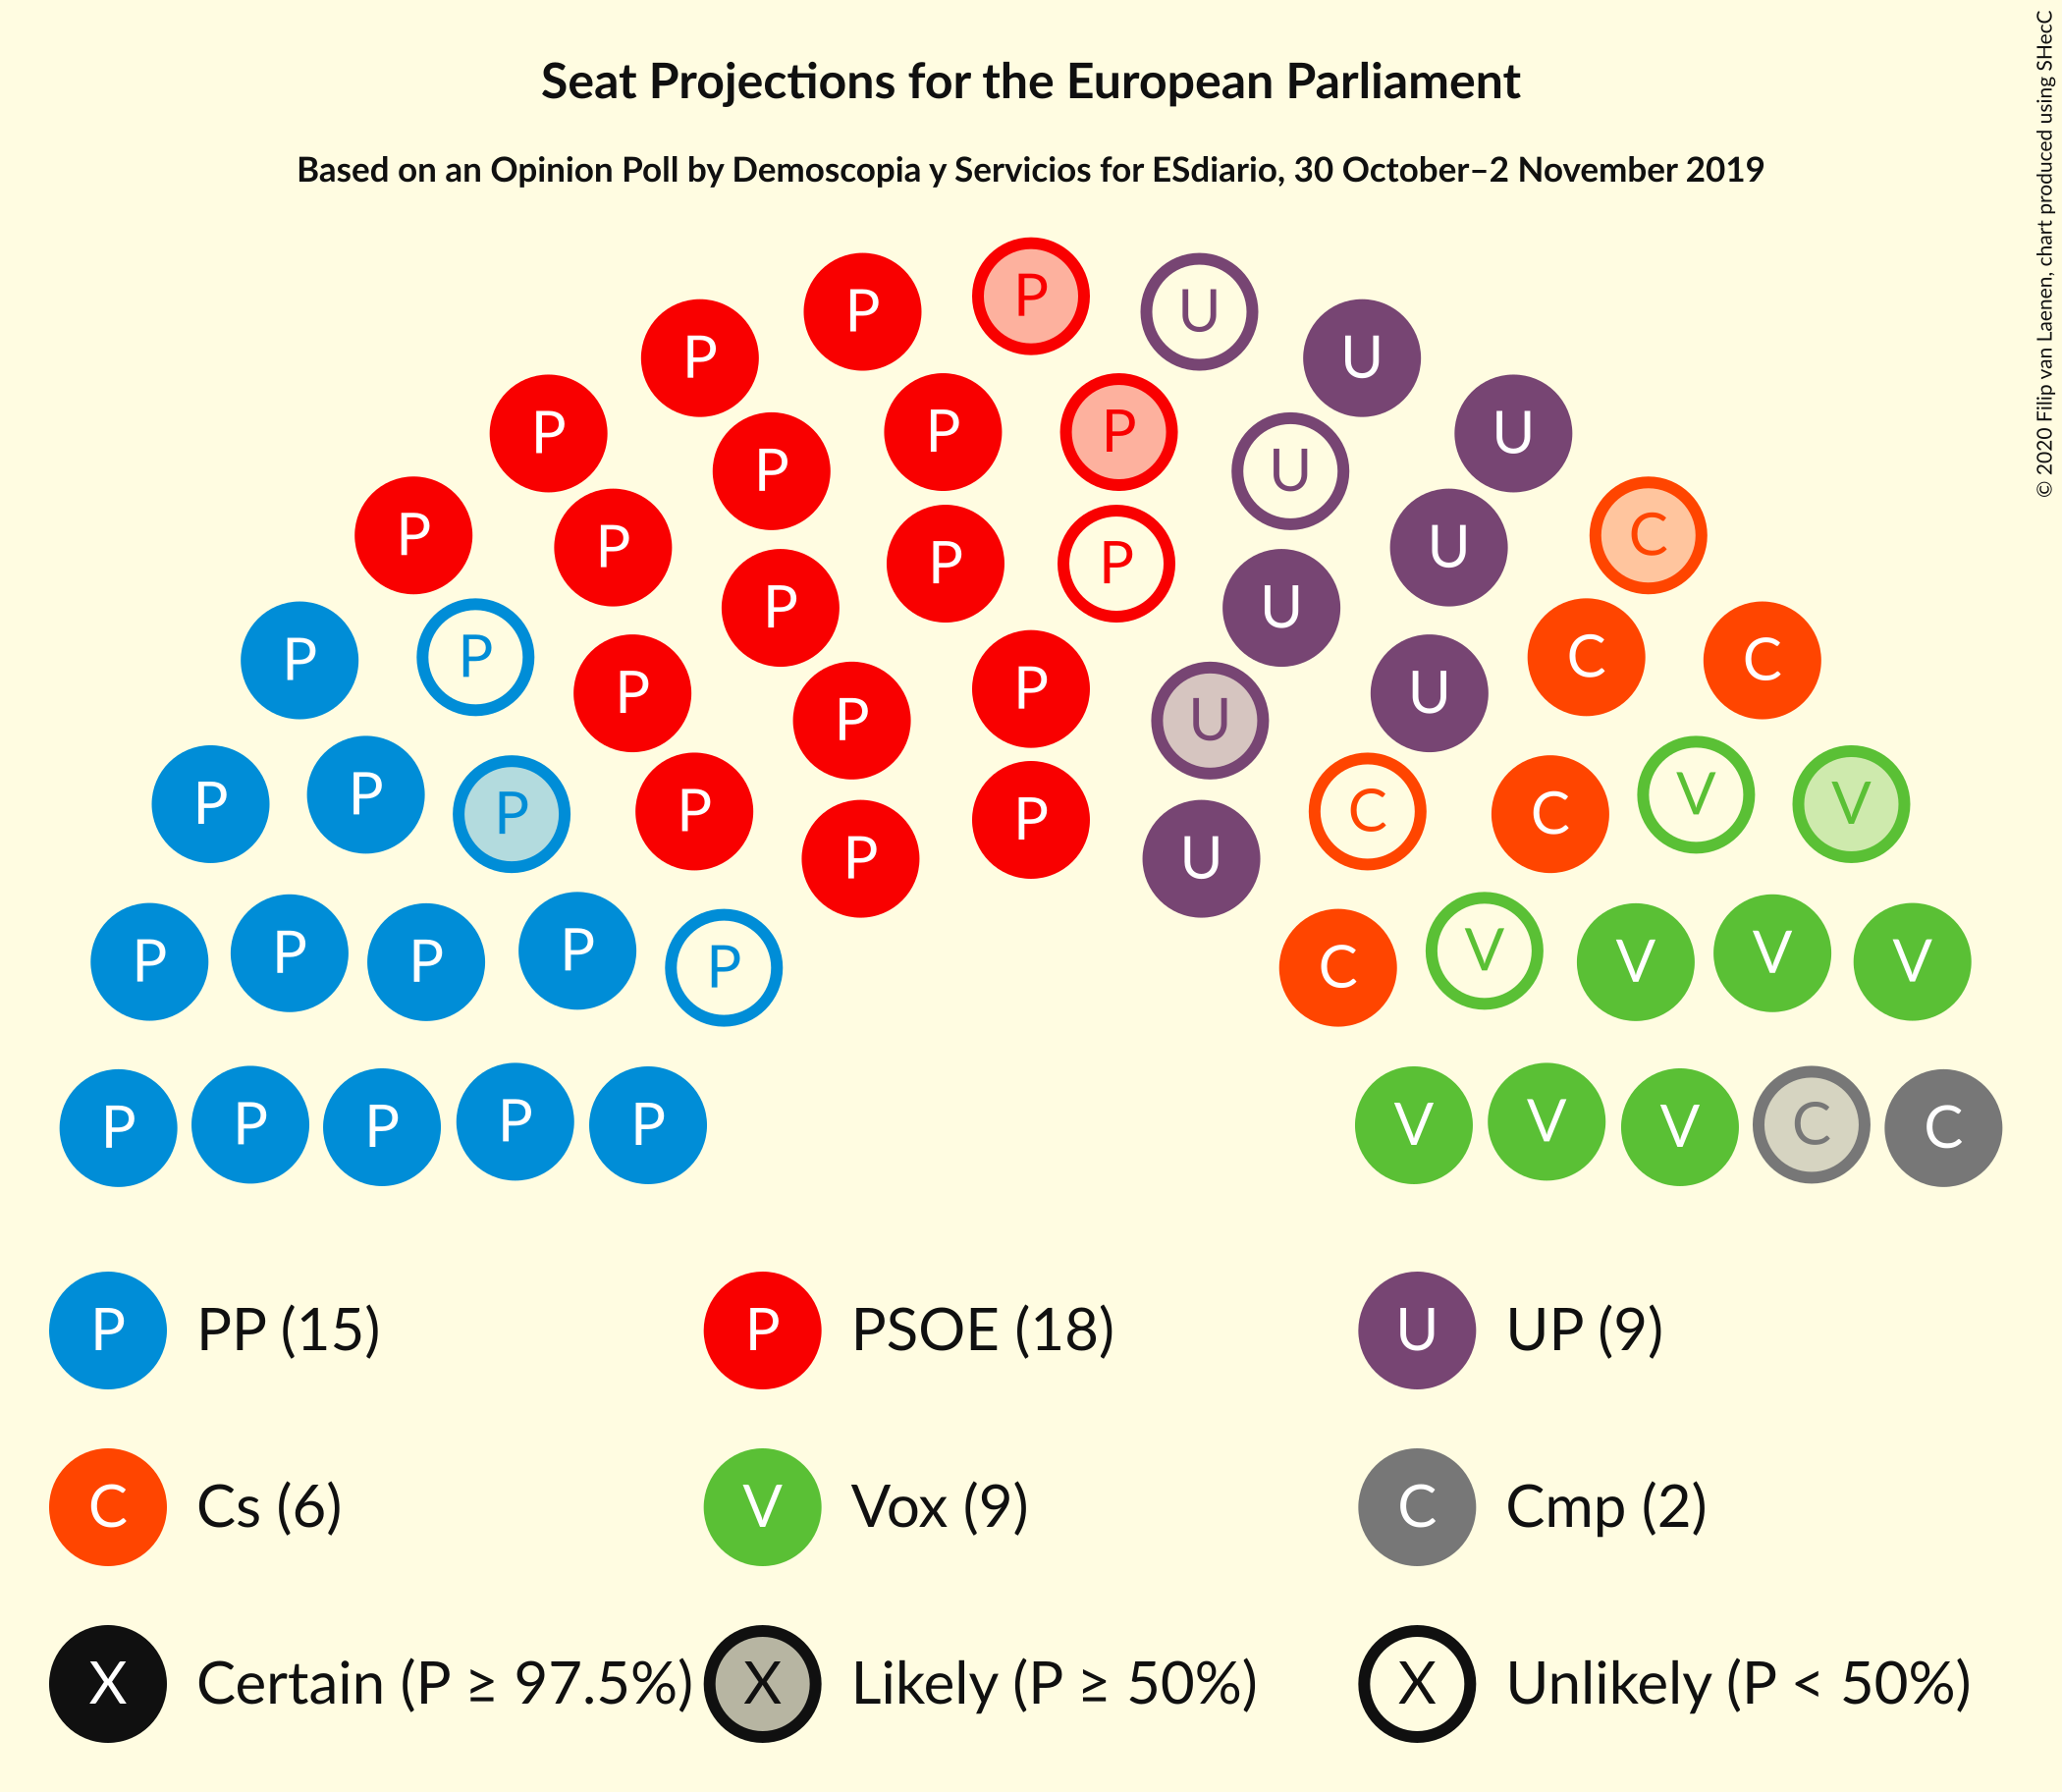 Seat Projections for the European Parliament
Based on an Opinion Poll by Demoscopia y Servicios for ESdiario, 30 October–2 November 2019
© 2020 Filip van Laenen, chart produced using SHecC
P U
P P U
P P U
P P U
P U
P P C
P U U
P P P U
P P C C
P P U
P P V V
P P C C
P P U
P P P P V V V V
P C
P P P P P V V V C C
P PP (15) P PSOE (18) U UP (9)
C Cs (6) V Vox (9) C Cmp (2)
X Certain (P ≥ 97.5%) X Likely (P ≥ 50%) X Unlikely (P < 50%)